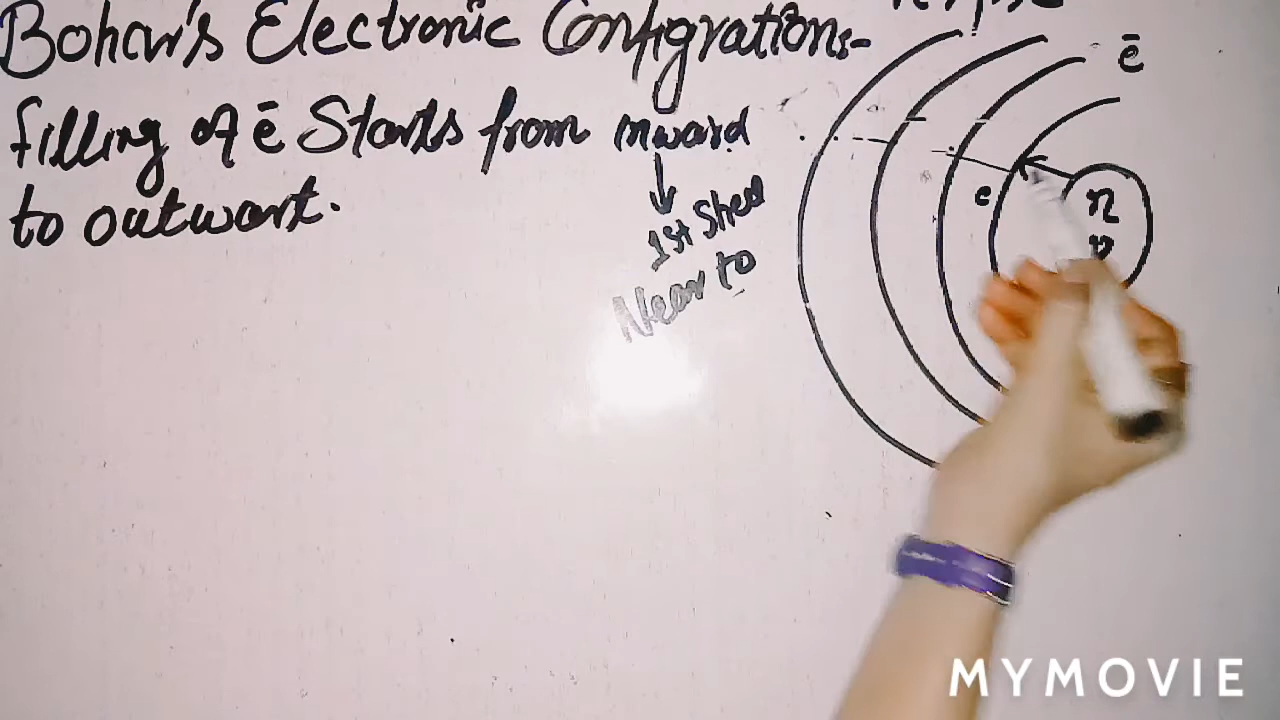 Bohar's Electronic Configrations-
filling of ē Starts from inward
to outwart.
1st Shell
Near to
ē
e
n
p
MYMOVIE